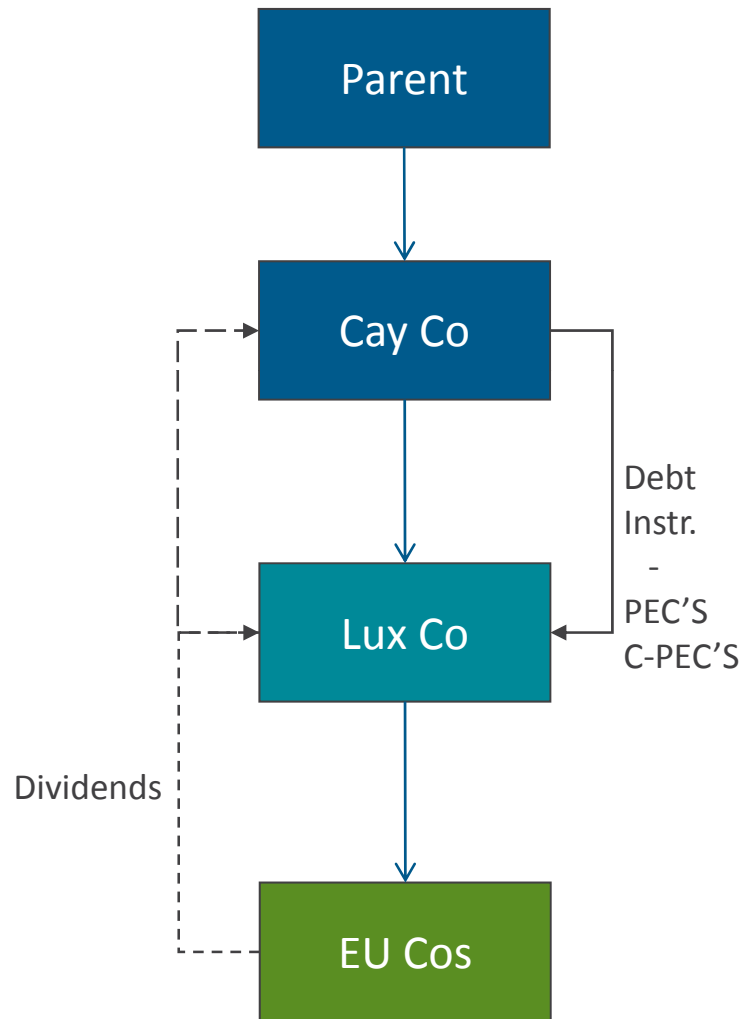 Parent
Cay Co
Debt
Instr.
-
PEC’S
C-PEC’S
Lux Co
Dividends
EU Cos